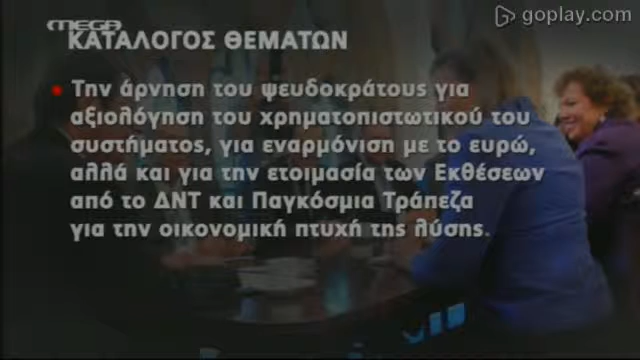 goplay.com
MEGA
ΚΑΤΑΛΟΓΟΣ ΘΕΜΑΤΩΝ
Την άρνηση του ψευδοκράτους για
αξιολόγηση του χρηματοπιστωτικού του
συστήματος, για εναρμόνιση με το ευρώ,
αλλά και για την ετοιμασία των Εκθέσεων
από το ΔΝΤ και Παγκόσμια Τράπεζα
για την οικονομική πτυχή της λύσης.